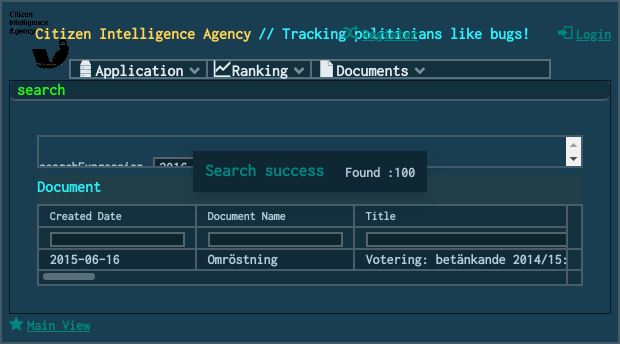 Citizen
Intelligence
Agency
Citizen Intelligence Agency // Tracking politicians like bugs!
Register
Login
Application
Ranking
Documents
search
searchExpression
2016
Search success Found :100
Document
Created Date Document Name Title
2015-06-16 Omröstning Votering: betänkande 2014/15:
Main View